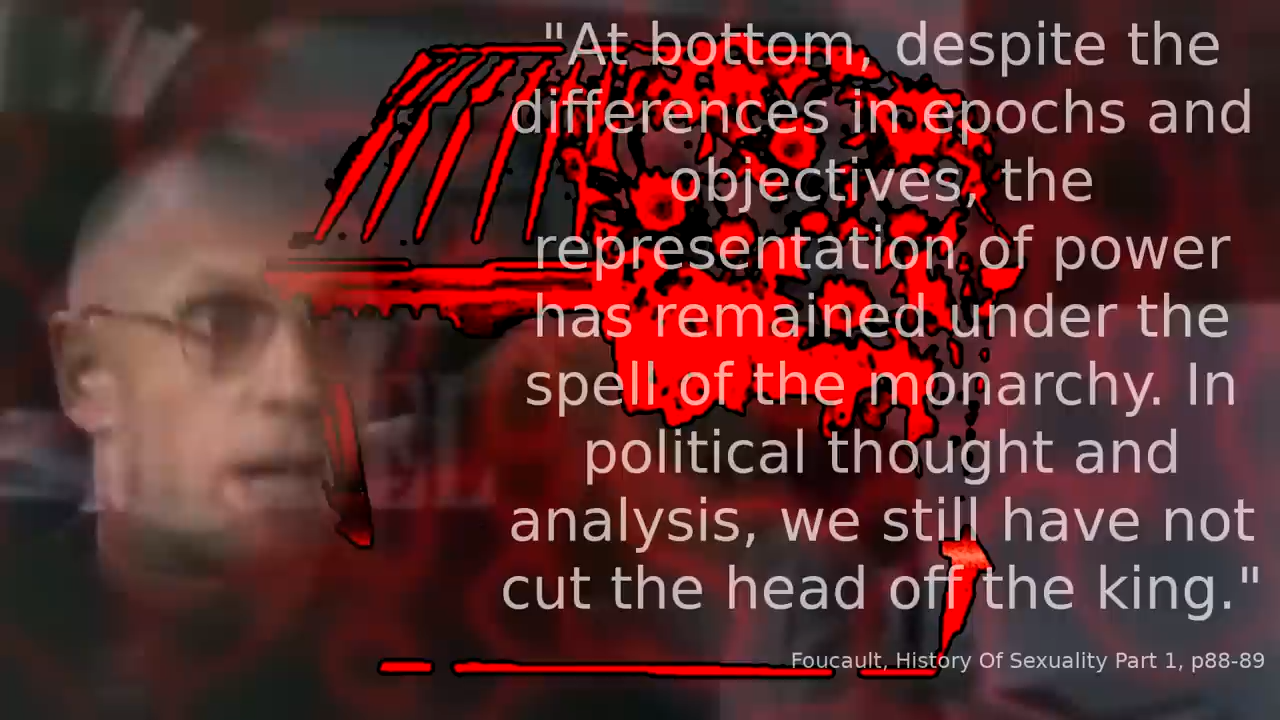 "At bottom, despite the
differences in epochs and
objectives, the
representation of power
has remained under the
spell of the monarchy. In
political thought and
analysis, we still have not
cut the head off the king."
Foucault, History Of Sexuality Part 1, p88-89